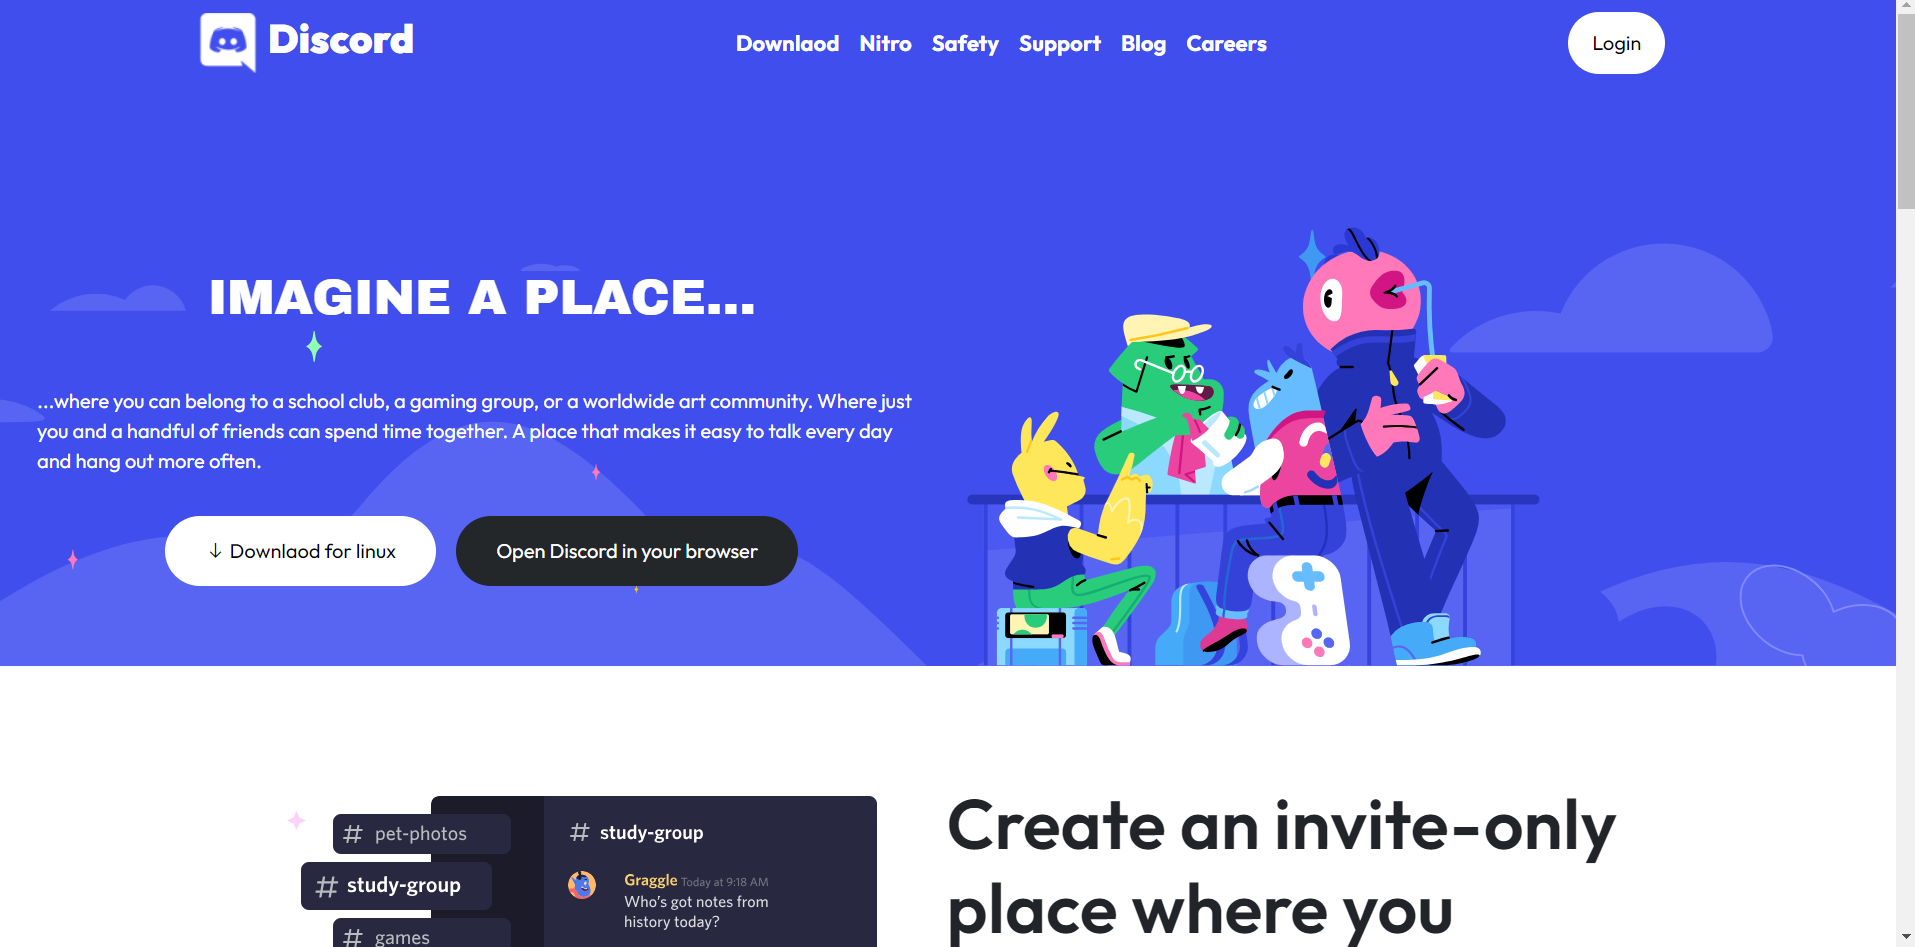 Discord
Downlaod Nitro Safety Support Blog Careers
Login
IMAGINE A PLACE...
...where you can belong to a school club, a gaming group, or a worldwide art community. Where just
you and a handful of friends can spend time together. A place that makes it easy to talk every day
and hang out more often.
↓ Downlaod for linux
Open Discord in your browser
# pet-photos
# study-group
# games
# study-group
Graggle Today at 9:18 AM
Who's got notes from
history today?
Create an invite-only
place where you